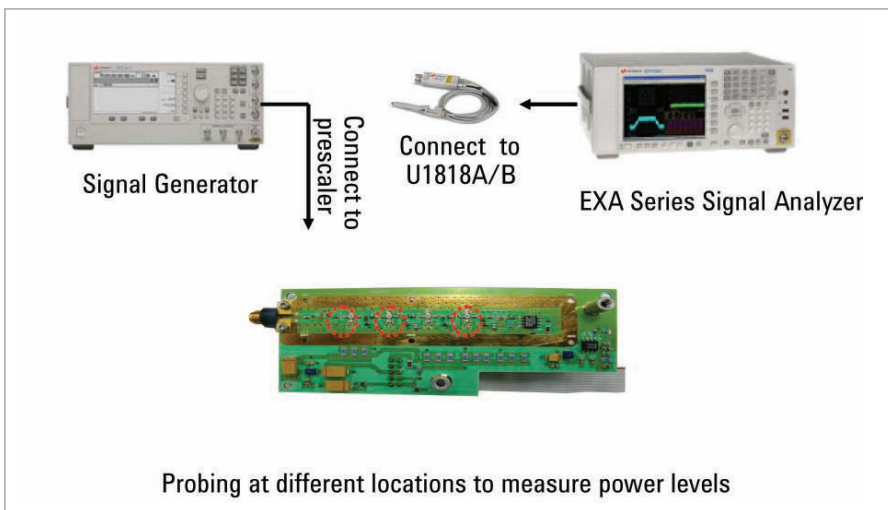 Signal Generator
Connect to
prescaler
Connect to
U1818A/B
EXA Series Signal Analyzer
Probing at different locations to measure power levels